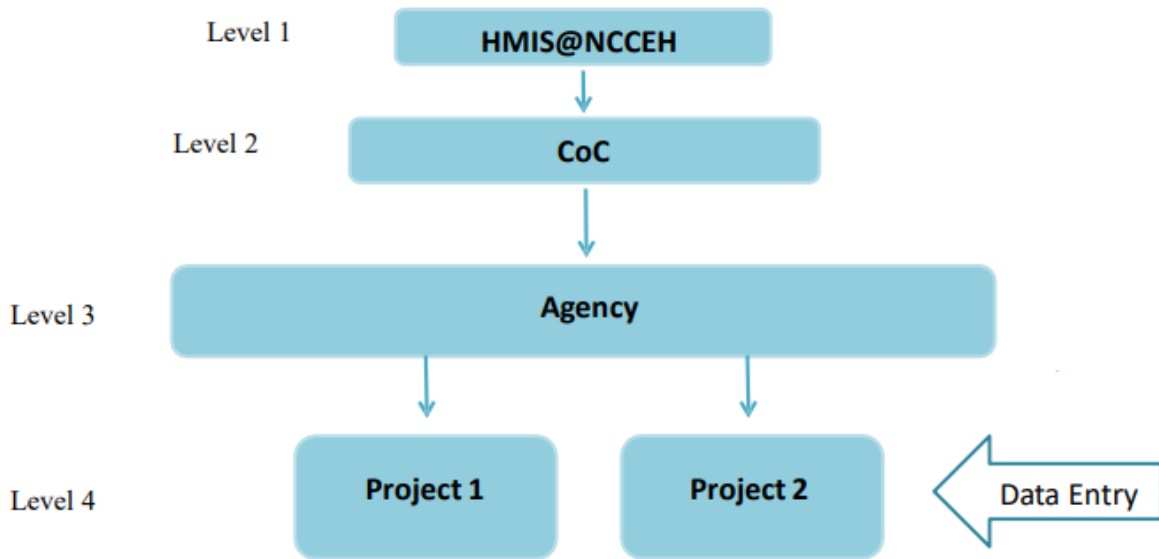 Level 1
HMIS@NCCEH
Level 2
CoC
Level 3
Agency
Level 4
Project 1
Project 2
Data Entry